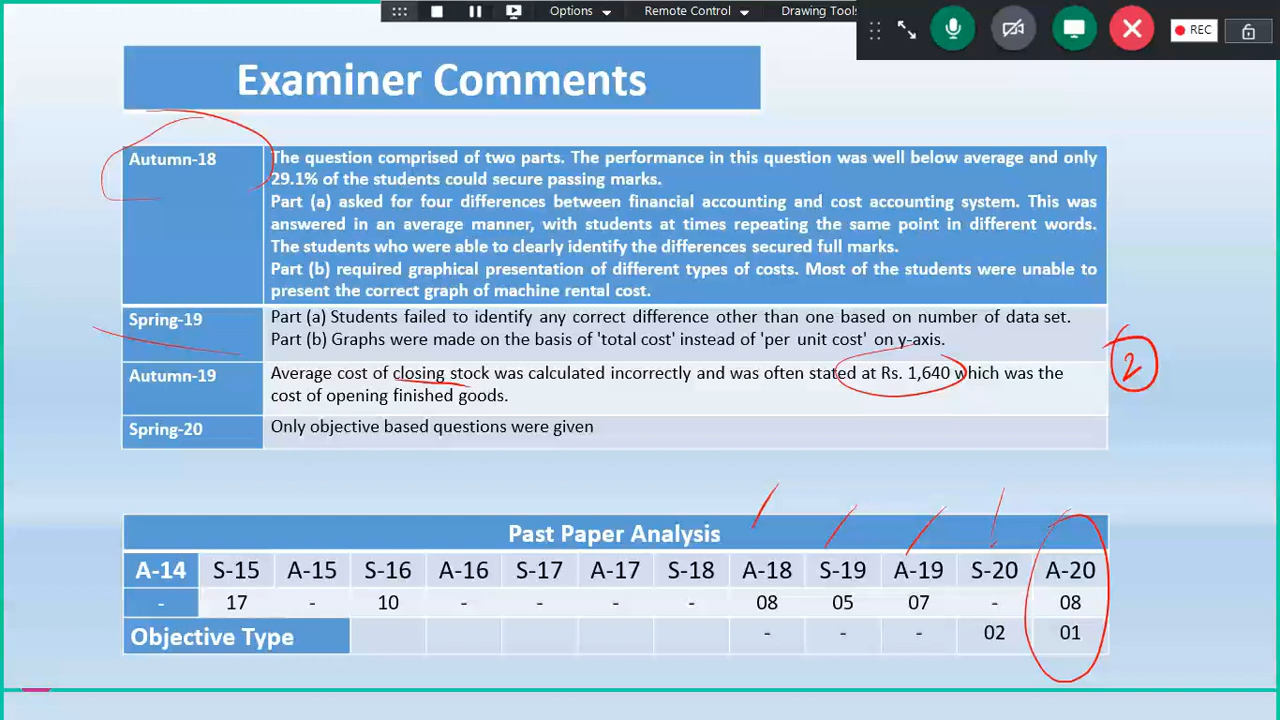 Options
Remote Control
Drawing Tools
REC
Examiner Comments
Autumn-18
The question comprised of two parts. The performance in this question was well below average and only
29.1% of the students could secure passing marks.
Part (a) asked for four differences between financial accounting and cost accounting system. This was
answered in an average manner, with students at times repeating the same point in different words.
The students who were able to clearly identify the differences secured full marks.
Part (b) required graphical presentation of different types of costs. Most of the students were unable to
present the correct graph of machine rental cost.
Spring-19
Part (a) Students failed to identify any correct difference other than one based on number of data set.
Part (b) Graphs were made on the basis of 'total cost' instead of 'per unit cost' on y-axis.
Autumn-19
Average cost of closing stock was calculated incorrectly and was often stated at Rs. 1,640 which was the
cost of opening finished goods.
2
Spring-20
Only objective based questions were given
Past Paper Analysis
A-14 S-15 A-15 S-16 A-16 S-17 A-17 S-18 A-18 S-19 A-19 S-20 A-20
- 17 - 10 - - - - 08 05 07 - 08
Objective Type - - - 02 01